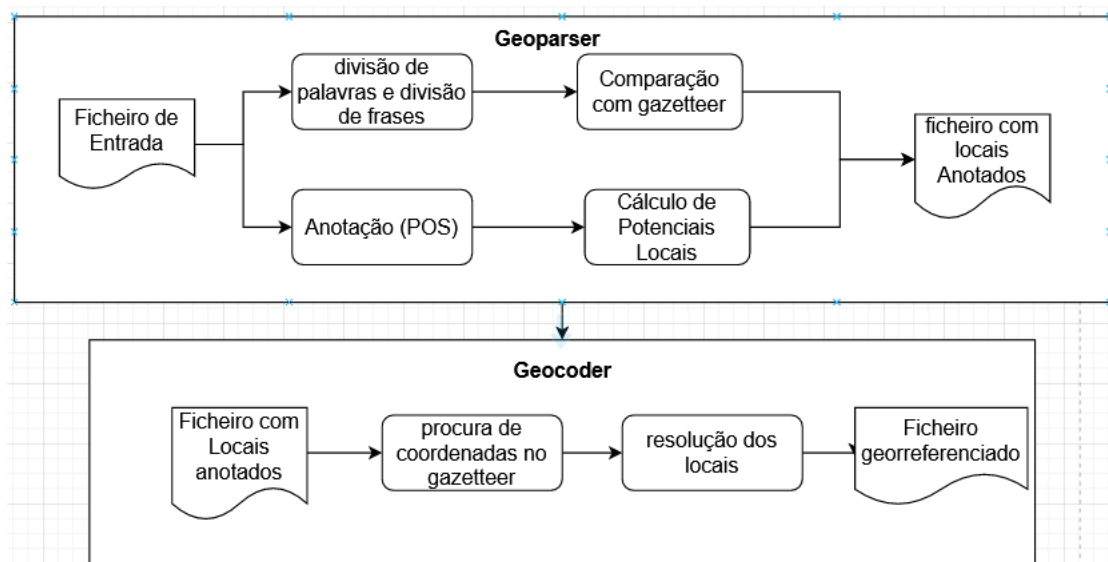 Geoparser
Ficheiro de
Entrada
divisão de
palavras e divisão
de frases
Comparação
com gazetteer
Anotação (POS)
Cálculo de
Potenciais
Locais
ficheiro com
locais
Anotados
Geocoder
Ficheiro com
Locais
anotados
procura de
coordenadas no
gazetteer
resolução dos
locais
Ficheiro
georreferenciado